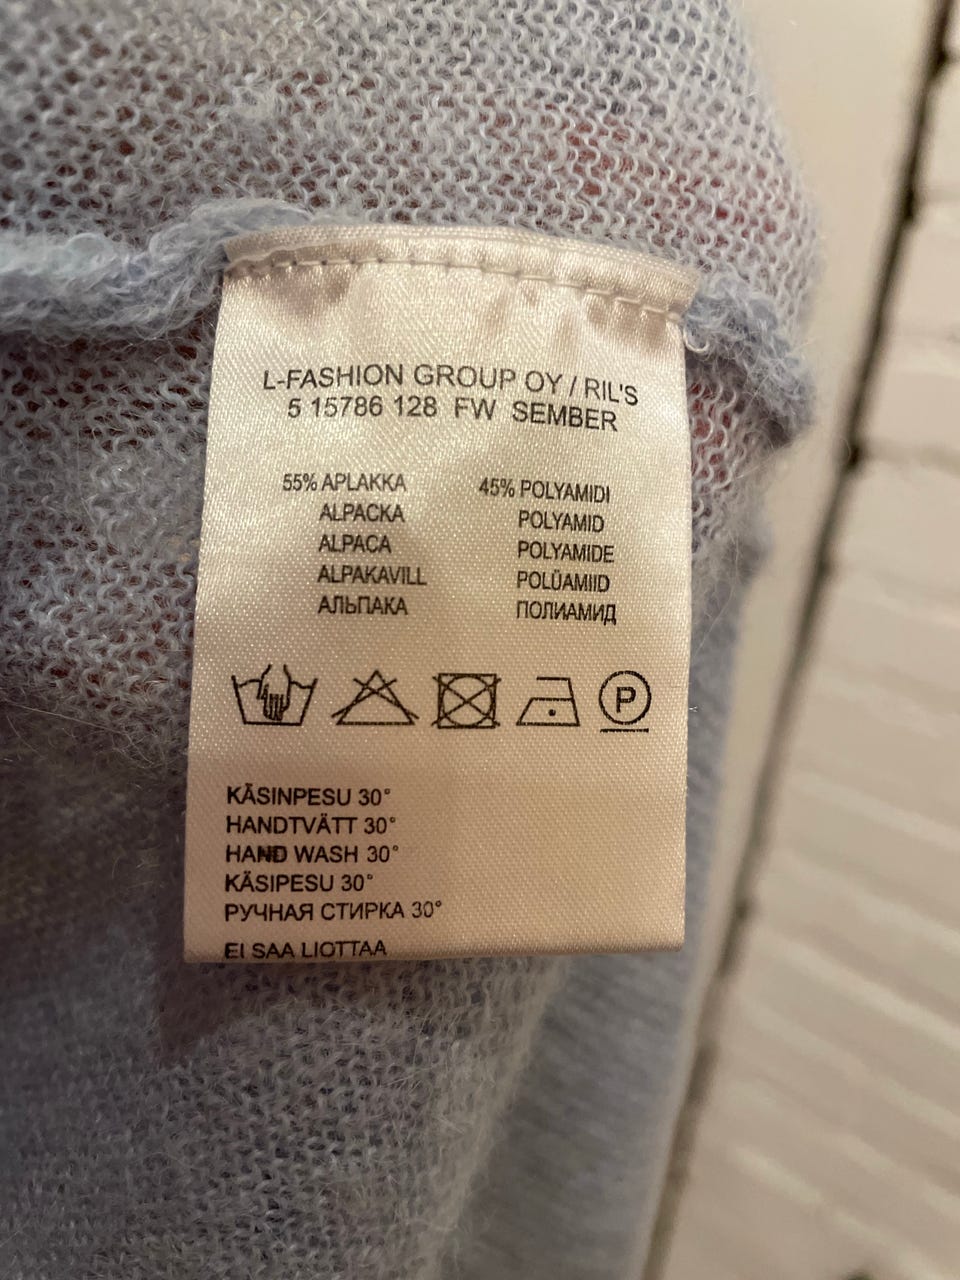 L-FASHION GROUP OY / RIL'S
5 15786 128 FW SEMBER
55% APLAKKA
ALPACKA
ALPACA
ALPAKAVILL
АЛЬПАКА
45% POLYAMIDI
POLYAMID
POLYAMIDE
POLÜAMIID
ПОЛИАМИД
P
KÄSINPESU 30°
HANDTVÄTT 30°
HAND WASH 30°
KÄSIPESU 30°
РУЧНАЯ СТИРКА 30°
EI SAA LIOTTAA